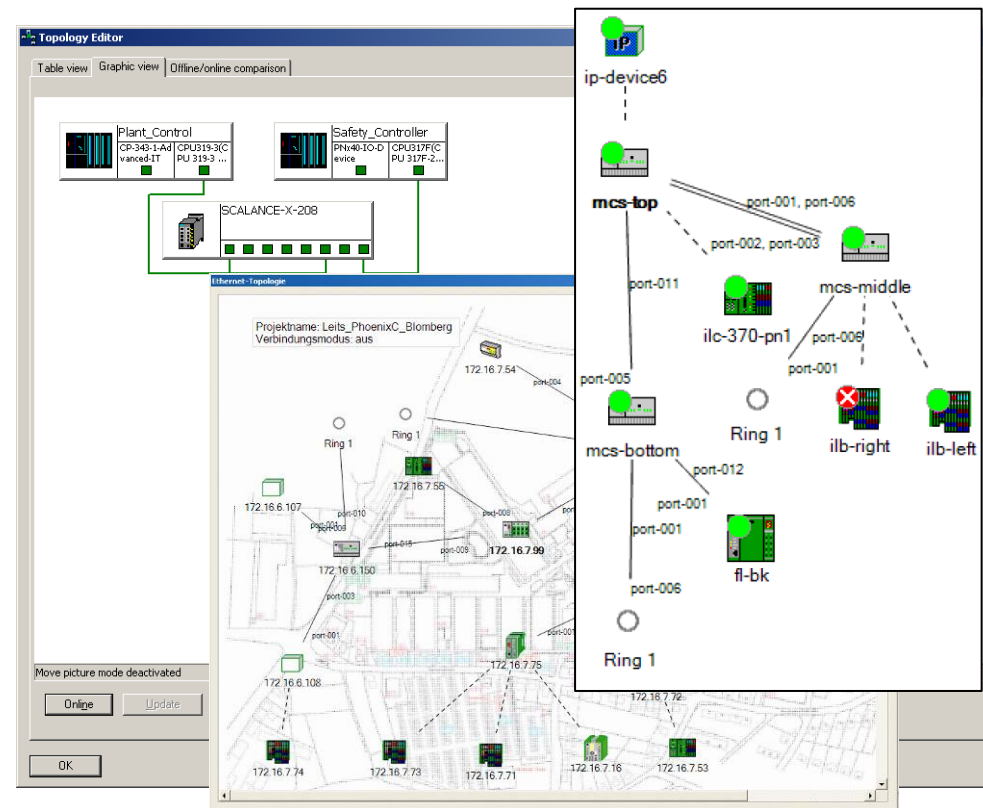 Topology Editor
Table view
Graphic view
Offline/online comparison
Plant_Control
CP-343-1-Ad
vanced-IT
CPU319-3(C
PU 319-3 ...
Safety_Controller
PNx40-IO-D
evice
CPU317F(C
PU 317F-2...
SCALANCE-X-208
Move picture mode deactivated
Online
Update
OK
Ethernet-Topologie
Projektname: Leits_PhoenixC_Blomberg
Verbindungsmodus: aus
172.16.7.54
port-004
Ring 1
Ring 1
172.16.7.55
172.16.6.107
port-010
port-008
port-015
port-009
172.16.7.99
172.16.6.150
port-003
port-001
port-001
172.16.7.75
172.16.6.108
172.16.7.72
172.16.7.74
172.16.7.73
172.16.7.71
172.16.7.16
172.16.7.53
IP
ip-device6
mcs-top
port-001, port-006
port-002, port-003
mcs-middle
port-011
ilc-370-pn1
port-006
port-001
port-005
Ring 1
ilb-right
ilb-left
mcs-bottom
port-012
port-001
port-001
fl-bk
port-006
Ring 1